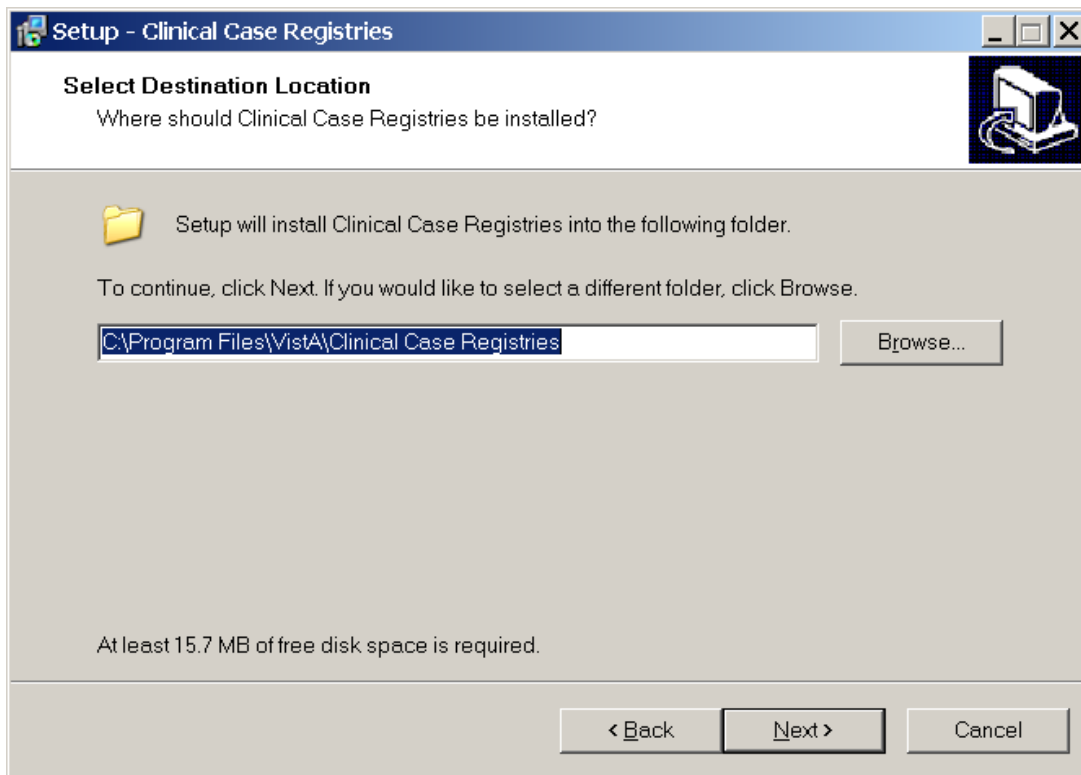 Setup - Clinical Case Registries
Select Destination Location
Where should Clinical Case Registries be installed?
Setup will install Clinical Case Registries into the following folder.
To continue, click Next. If you would like to select a different folder, click Browse.
C:\Program Files\VistA\Clinical Case Registries
Browse...
At least 15.7 MB of free disk space is required.
< Back Next > Cancel